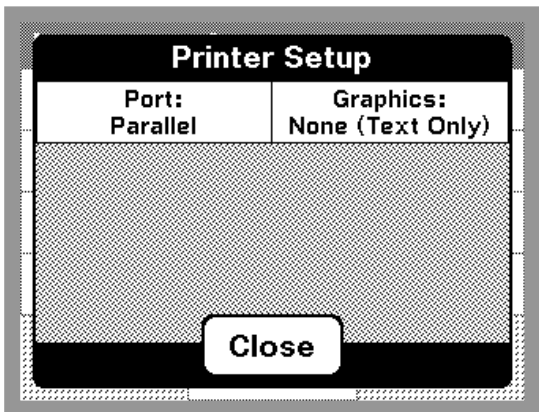 Printer Setup
Port:
Parallel
Graphics:
None (Text Only)
Close